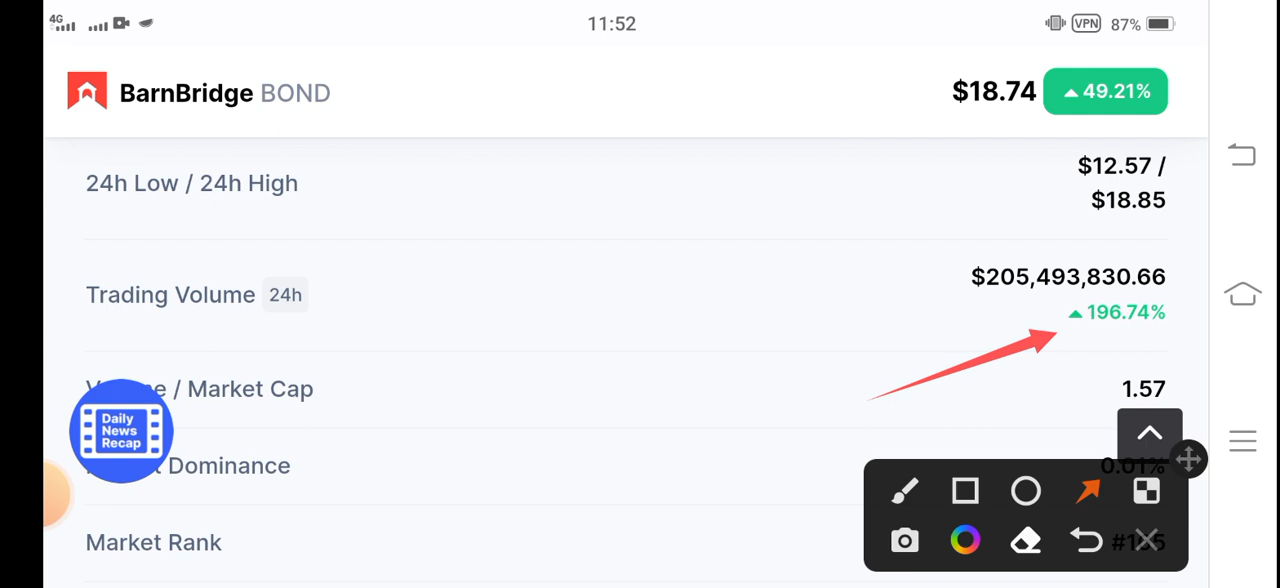 4G
11:52
VPN
87%
BarnBridge BOND
$18.74
49.21%
24h Low / 24h High
$12.57 /
$18.85
Trading Volume 24h
$205,493,830.66
196.74%
/ Market Cap
1.57
Daily
News
Recap
Dominance
0.01%
Market Rank